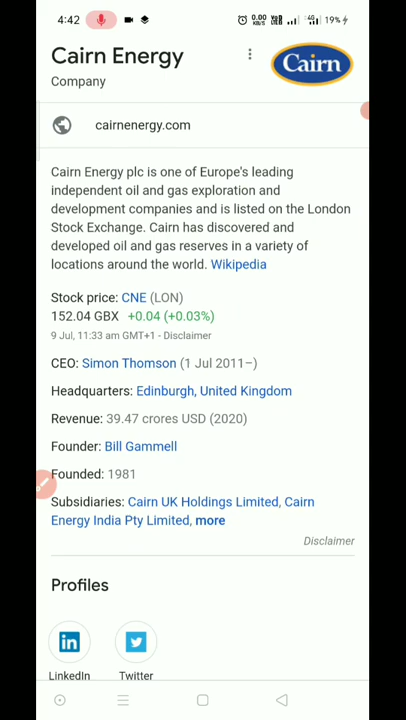 4:42
0.00
KB/S
4G
19%
Cairn Energy
Company
Cairn
cairnenergy.com
Cairn Energy plc is one of Europe's leading
independent oil and gas exploration and
development companies and is listed on the London
Stock Exchange. Cairn has discovered and
developed oil and gas reserves in a variety of
locations around the world. Wikipedia
Stock price: CNE (LON)
152.04 GBX +0.04 (+0.03%)
9 Jul, 11:33 am GMT+1 - Disclaimer
CEO: Simon Thomson (1 Jul 2011–)
Headquarters: Edinburgh, United Kingdom
Revenue: 39.47 crores USD (2020)
Founder: Bill Gammell
Founded: 1981
Subsidiaries: Cairn UK Holdings Limited, Cairn
Energy India Pty Limited, more
Disclaimer
Profiles
in
LinkedIn
Twitter